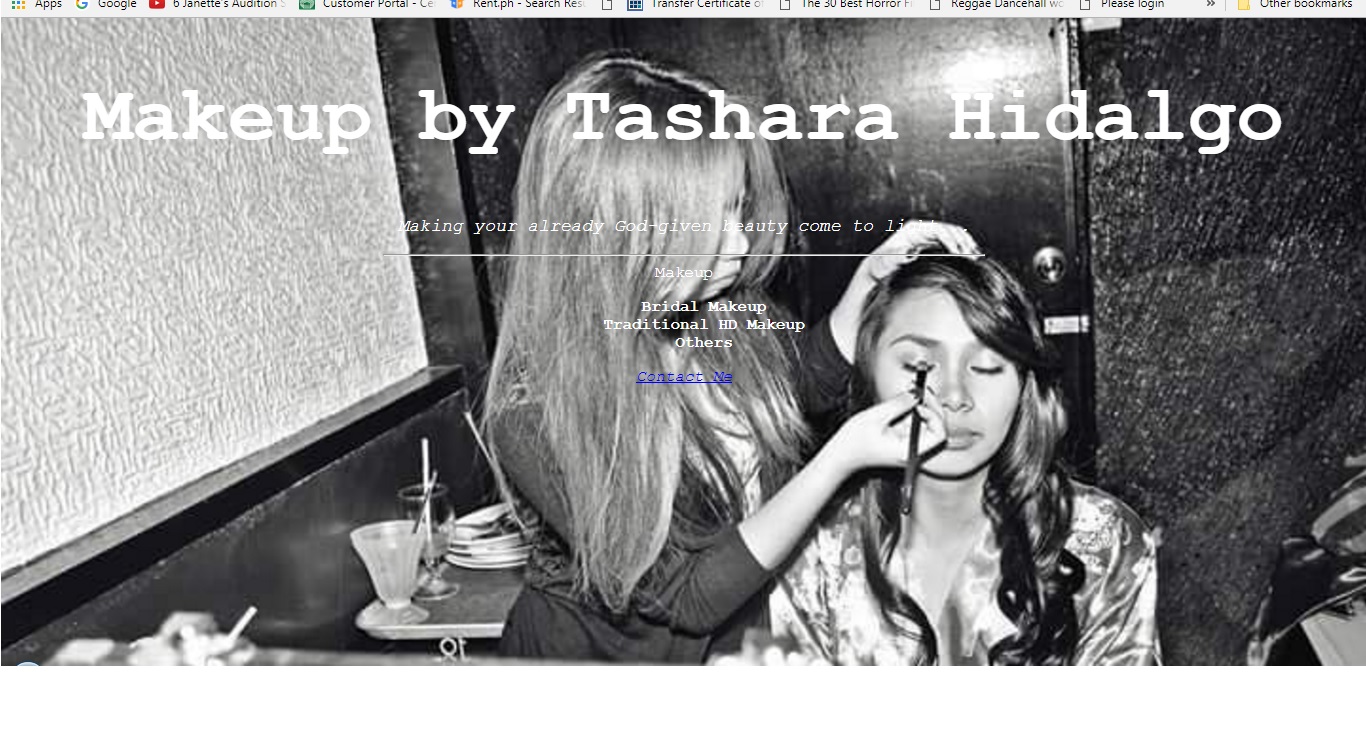 Apps Google 6 Janette's Audition Customer Portal - Ce Rent.ph - Search Resu Transfer Certificate of The 30 Best Horror Fi Reggae Dancehall wo Please login » Other bookmarks
Makeup by Tashara Hidalgo
Making your already God-given beauty come to light...
Makeup
Bridal Makeup
Traditional HD Makeup
Others
Contact Me